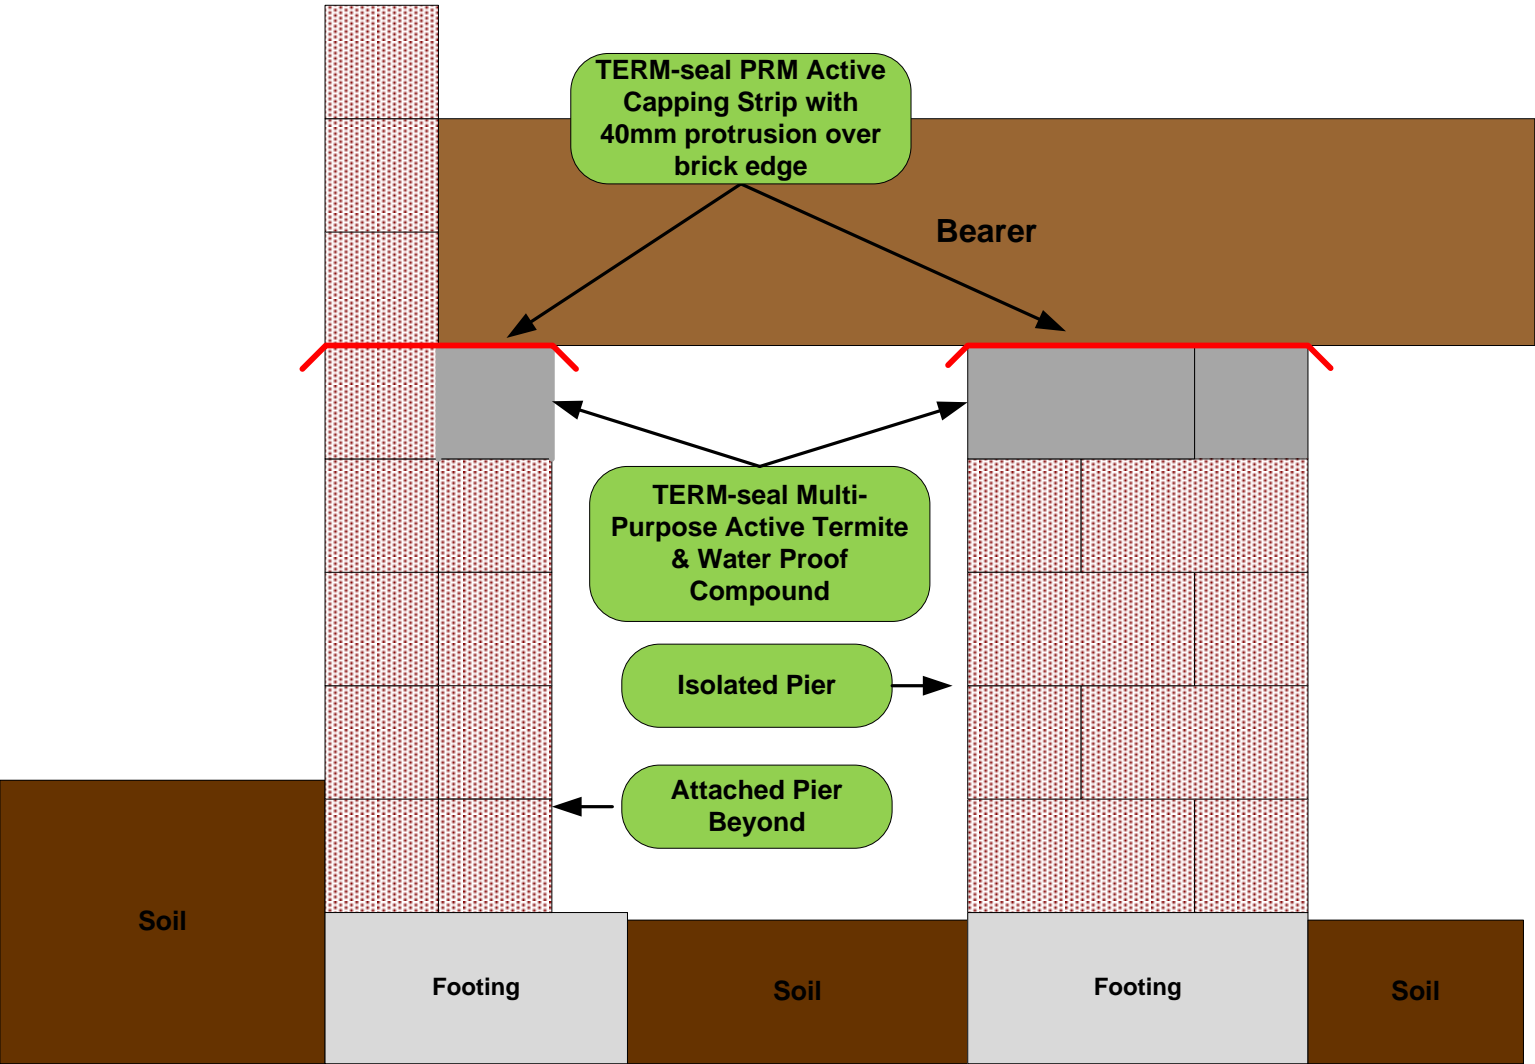 TERM-seal PRM Active
Capping Strip with
40mm protrusion over
brick edge
Bearer
TERM-seal Multi-
Purpose Active Termite
& Water Proof
Compound
Isolated Pier
Attached Pier
Beyond
Soil
Footing
Soil
Footing
Soil